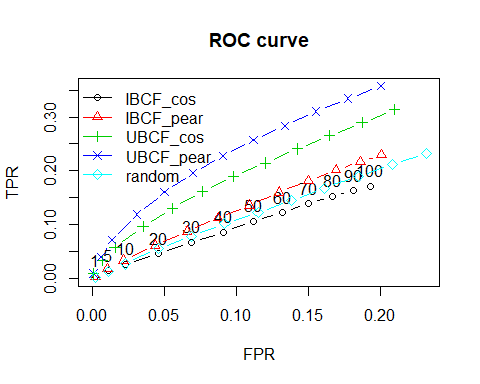 ROC curve
TPR
0.30
0.20
0.10
0.00
IBCF_cos
IBCF_pear
UBCF_cos
UBCF_pear
random
1 5 10 20 30 40 50 60 70 80 90 100
0.00 0.05 0.10 0.15 0.20
FPR